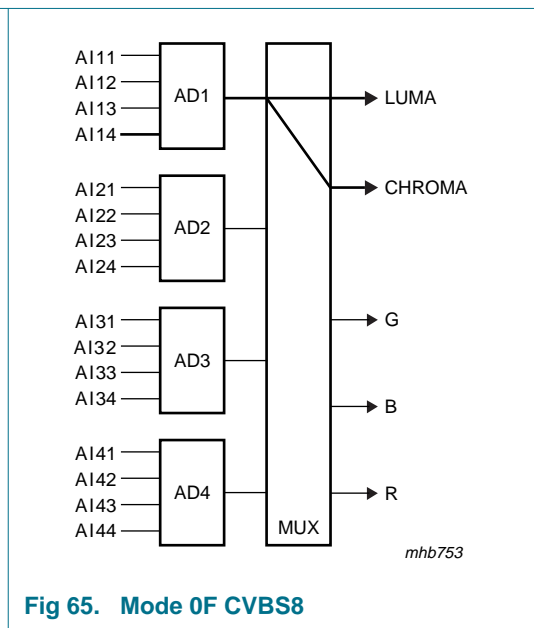 AI11
AI12
AI13
AI14
AD1
LUMA
CHROMA
AI21
AI22
AI23
AI24
AD2
AI31
AI32
AI33
AI34
AD3
G
B
AI41
AI42
AI43
AI44
AD4
R
MUX
mhb753
Fig 65. Mode 0F CVBS8